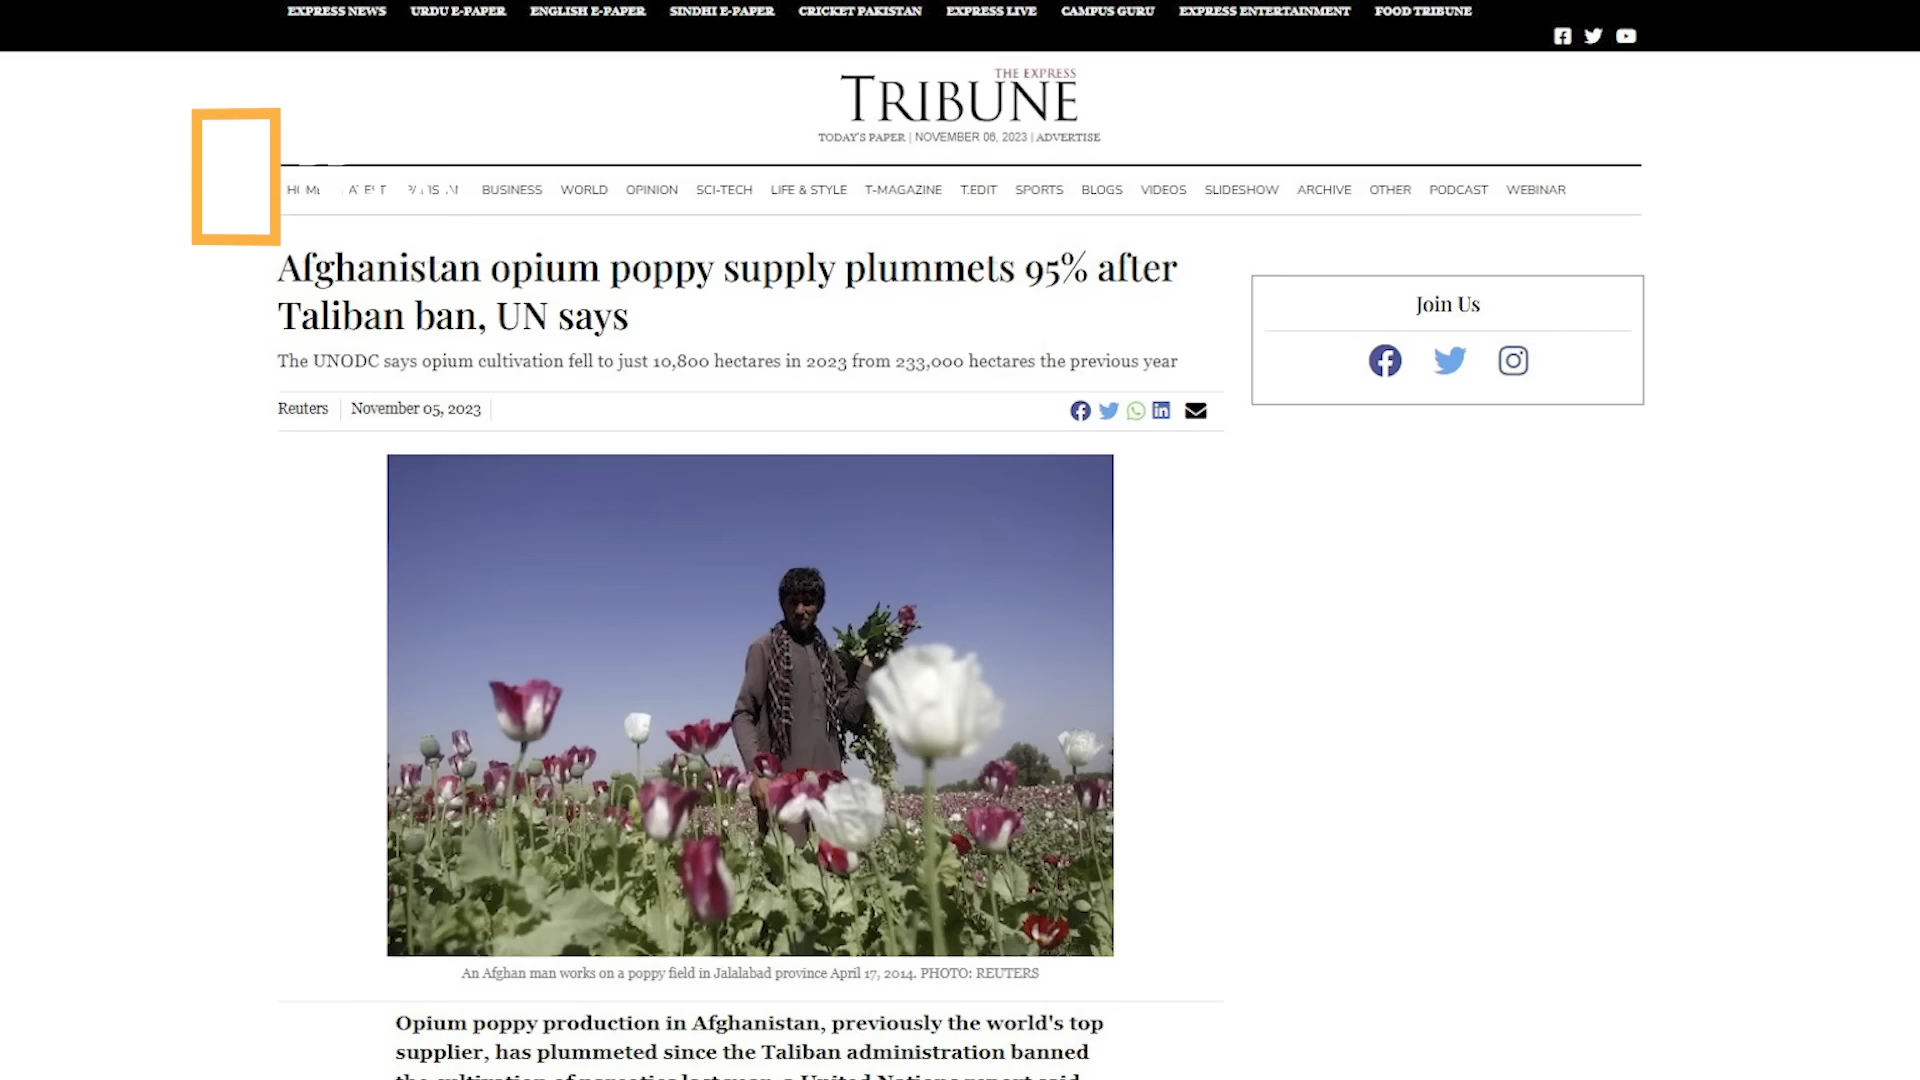 EXPRESS NEWS URDU E-PAPER ENGLISH E-PAPER SINDHI E-PAPER CRICKET PAKISTAN EXPRESS LIVE CAMPUS GURU EXPRESS ENTERTAINMENT FOOD TRIBUNE
THE EXPRESS
TRIBUNE
TODAY'S PAPER | NOVEMBER 06, 2023 | ADVERTISE
BUSINESS WORLD OPINION SCI-TECH LIFE & STYLE T-MAGAZINE T.EDIT SPORTS BLOGS VIDEOS SLIDESHOW ARCHIVE OTHER PODCAST WEBINAR
Afghanistan opium poppy supply plummets 95% after
Taliban ban, UN says
The UNODC says opium cultivation fell to just 10,800 hectares in 2023 from 233,000 hectares the previous year
Reuters November 05, 2023
Join Us
An Afghan man works on a poppy field in Jalalabad province April 17, 2014. PHOTO: REUTERS
Opium poppy production in Afghanistan, previously the world's top
supplier, has plummeted since the Taliban administration banned